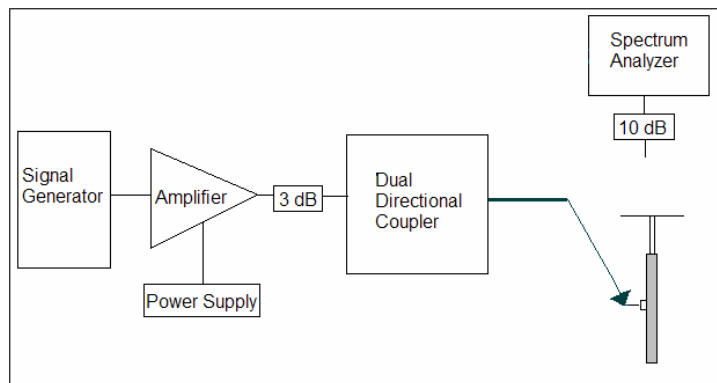 Spectrum
Analyzer
10 dB
Signal
Generator
Amplifier
3 dB
Dual
Directional
Coupler
Power Supply